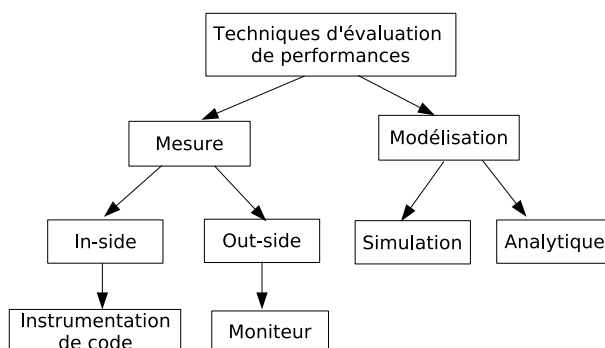 Techniques d'évaluation
de performances
Mesure
Modélisation
In-side
Out-side
Simulation
Analytique
Instrumentation
de code
Moniteur